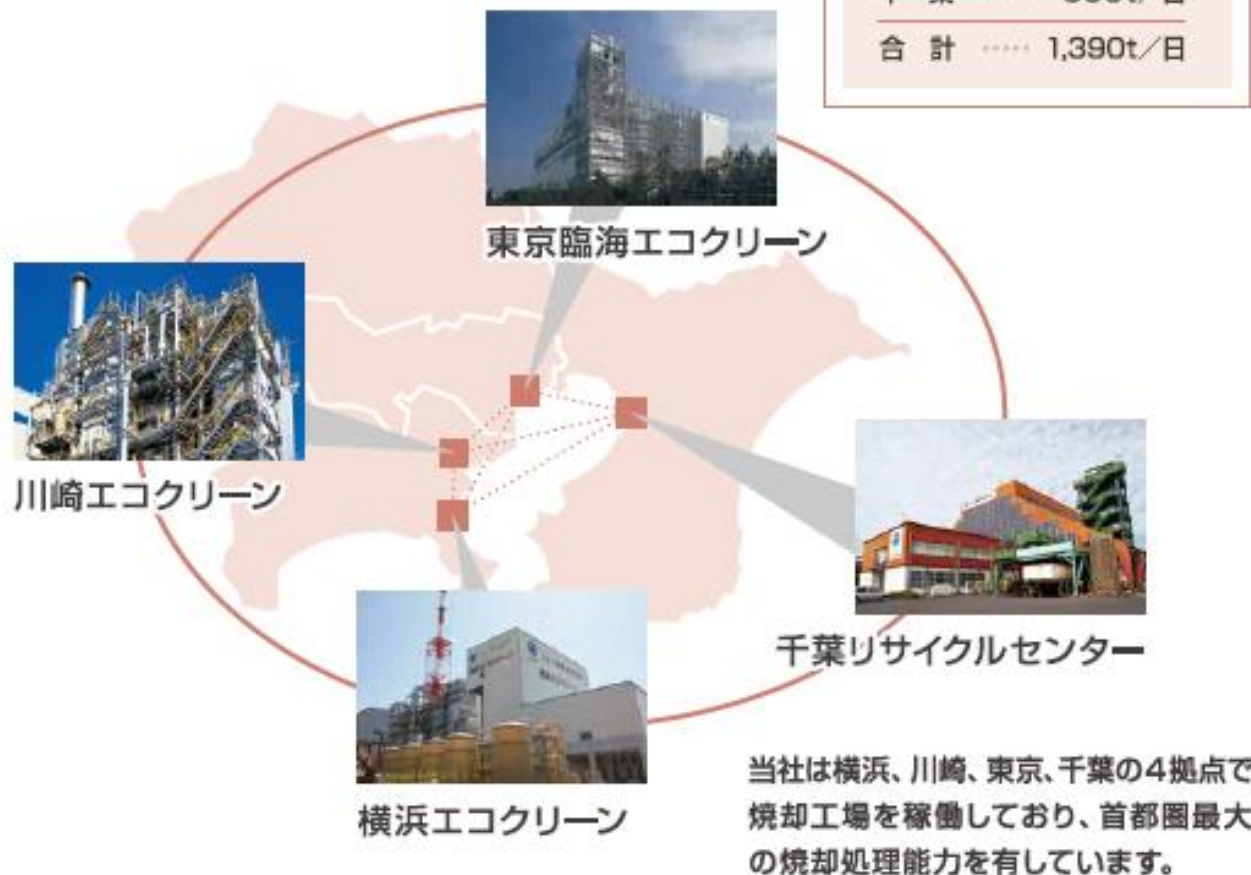 合 計 ····· 1,390t／日
東京臨海エコクリーン
川崎エコクリーン
千葉リサイクルセンター
横浜エコクリーン
当社は横浜、川崎、東京、千葉の4拠点で
焼却工場を稼働しており、首都圏最大
の焼却処理能力を有しています。